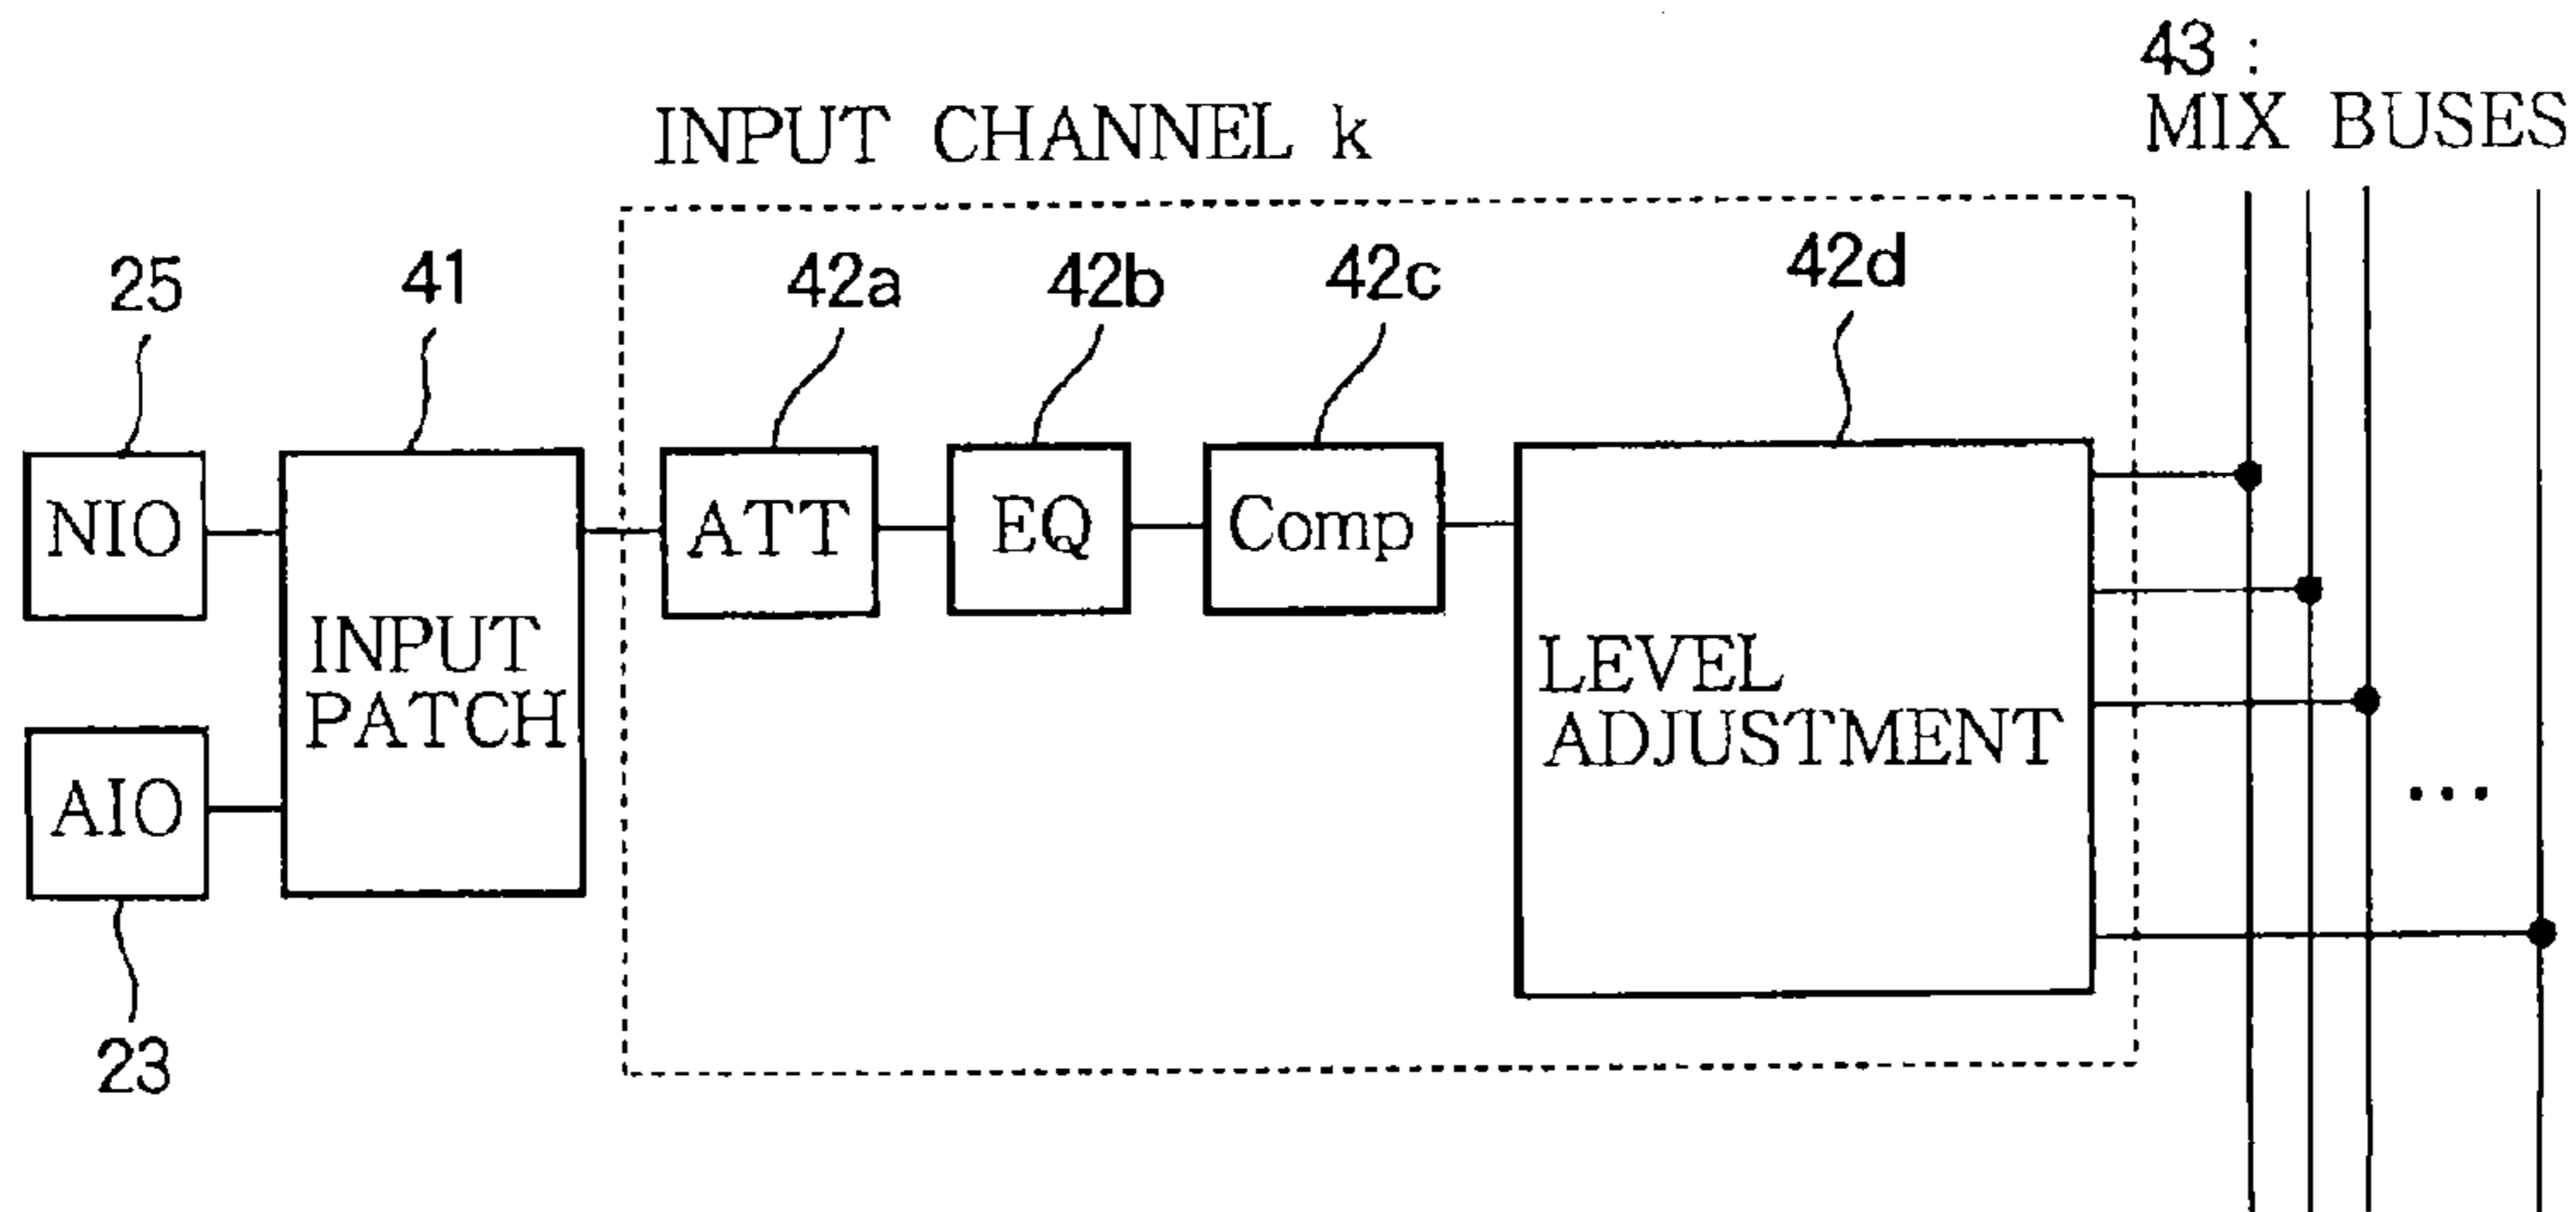 43 :
MIX BUSES
INPUT CHANNEL k
25
41
42a
42b
42c
42d
NIO
ATT
EQ
Comp
INPUT
PATCH
LEVEL
ADJUSTMENT
AIO
...
23